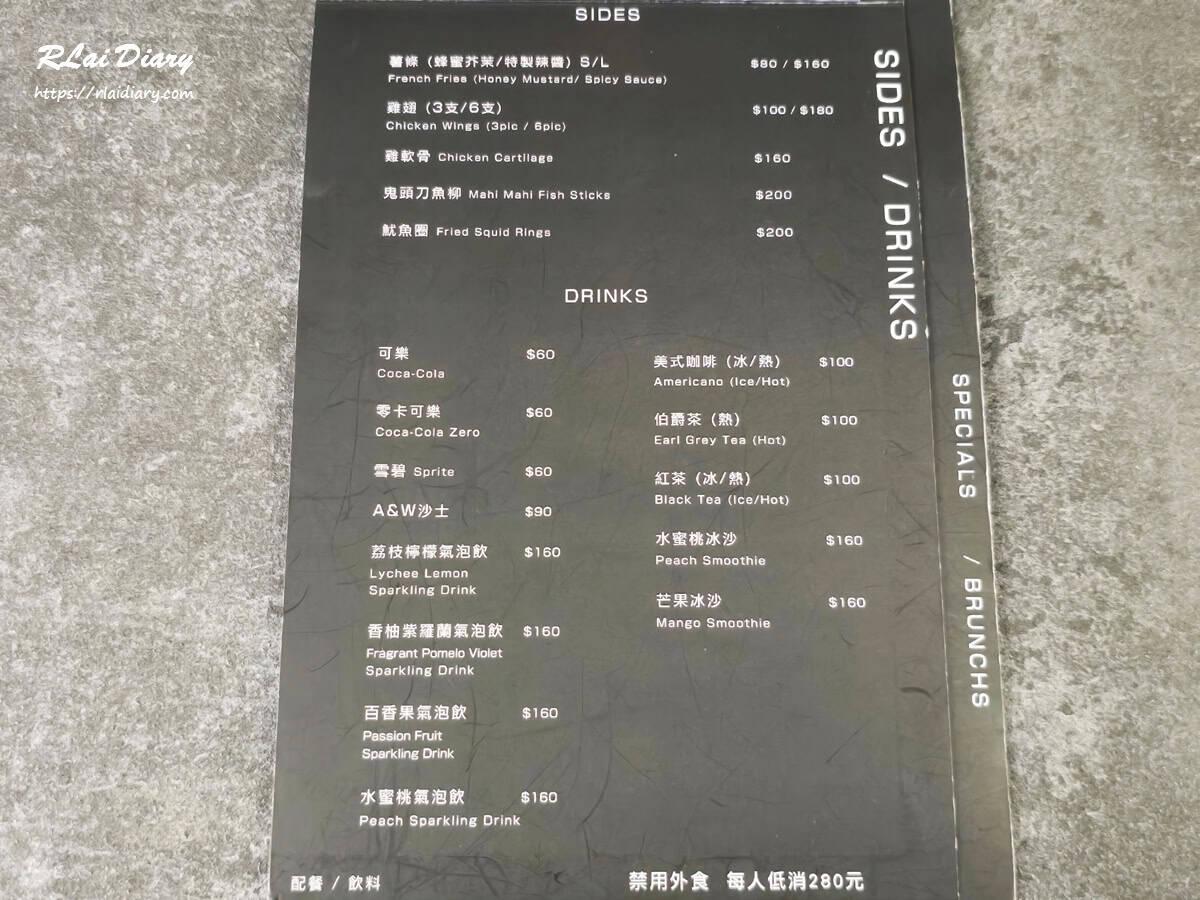 RLai Diary
https://rlaidiary.com
SIDES
薯條（蜂蜜芥茉/特製辣醬）S/L $80 / $160
French Fries (Honey Mustard/ Spicy Sauce)
雞翅（3支/6支） $100 / $180
Chicken Wings (3pic / 6pic)
雞軟骨 Chicken Cartilage $160
鬼頭刀魚柳 Mahi Mahi Fish Sticks $200
魷魚圈 Fried Squid Rings $200
DRINKS
可樂 $60
Coca-Cola
零卡可樂 $60
Coca-Cola Zero
雪碧 Sprite $60
A&W沙士 $90
荔枝檸檬氣泡飲 $160
Lychee Lemon
Sparkling Drink
香柚紫羅蘭氣泡飲 $160
Fragrant Pomelo Violet
Sparkling Drink
百香果氣泡飲 $160
Passion Fruit
Sparkling Drink
水蜜桃氣泡飲 $160
Peach Sparkling Drink
美式咖啡（冰/熱） $100
Americano (Ice/Hot)
伯爵茶（熱） $100
Earl Grey Tea (Hot)
紅茶（冰/熱） $100
Black Tea (Ice/Hot)
水蜜桃冰沙 $160
Peach Smoothie
芒果冰沙 $160
Mango Smoothie
配餐 / 飲料
禁用外食 每人低消280元
SIDES / DRINKS
SPECIALS / BRUNCHS